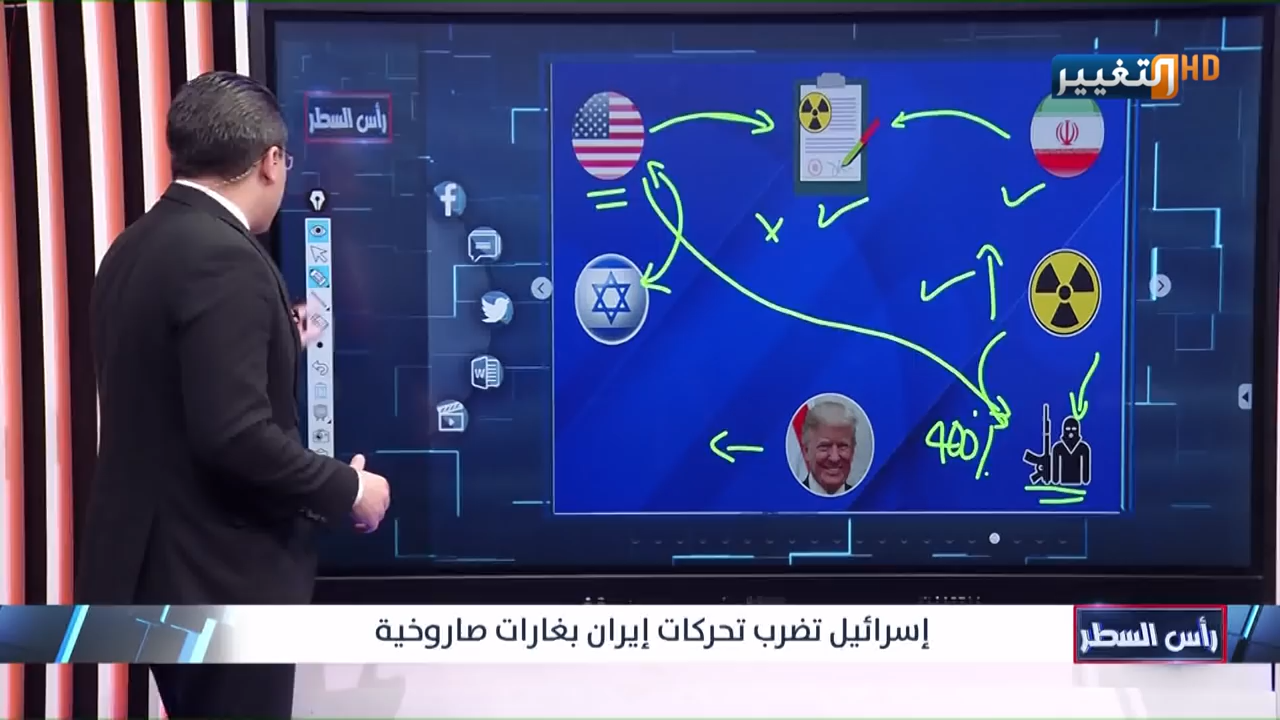 التغيير HD
رأس السطر
× ✓
✓
✓
400%
إسرائيل تضرب تحركات إيران بغارات صاروخية
رأس السطر